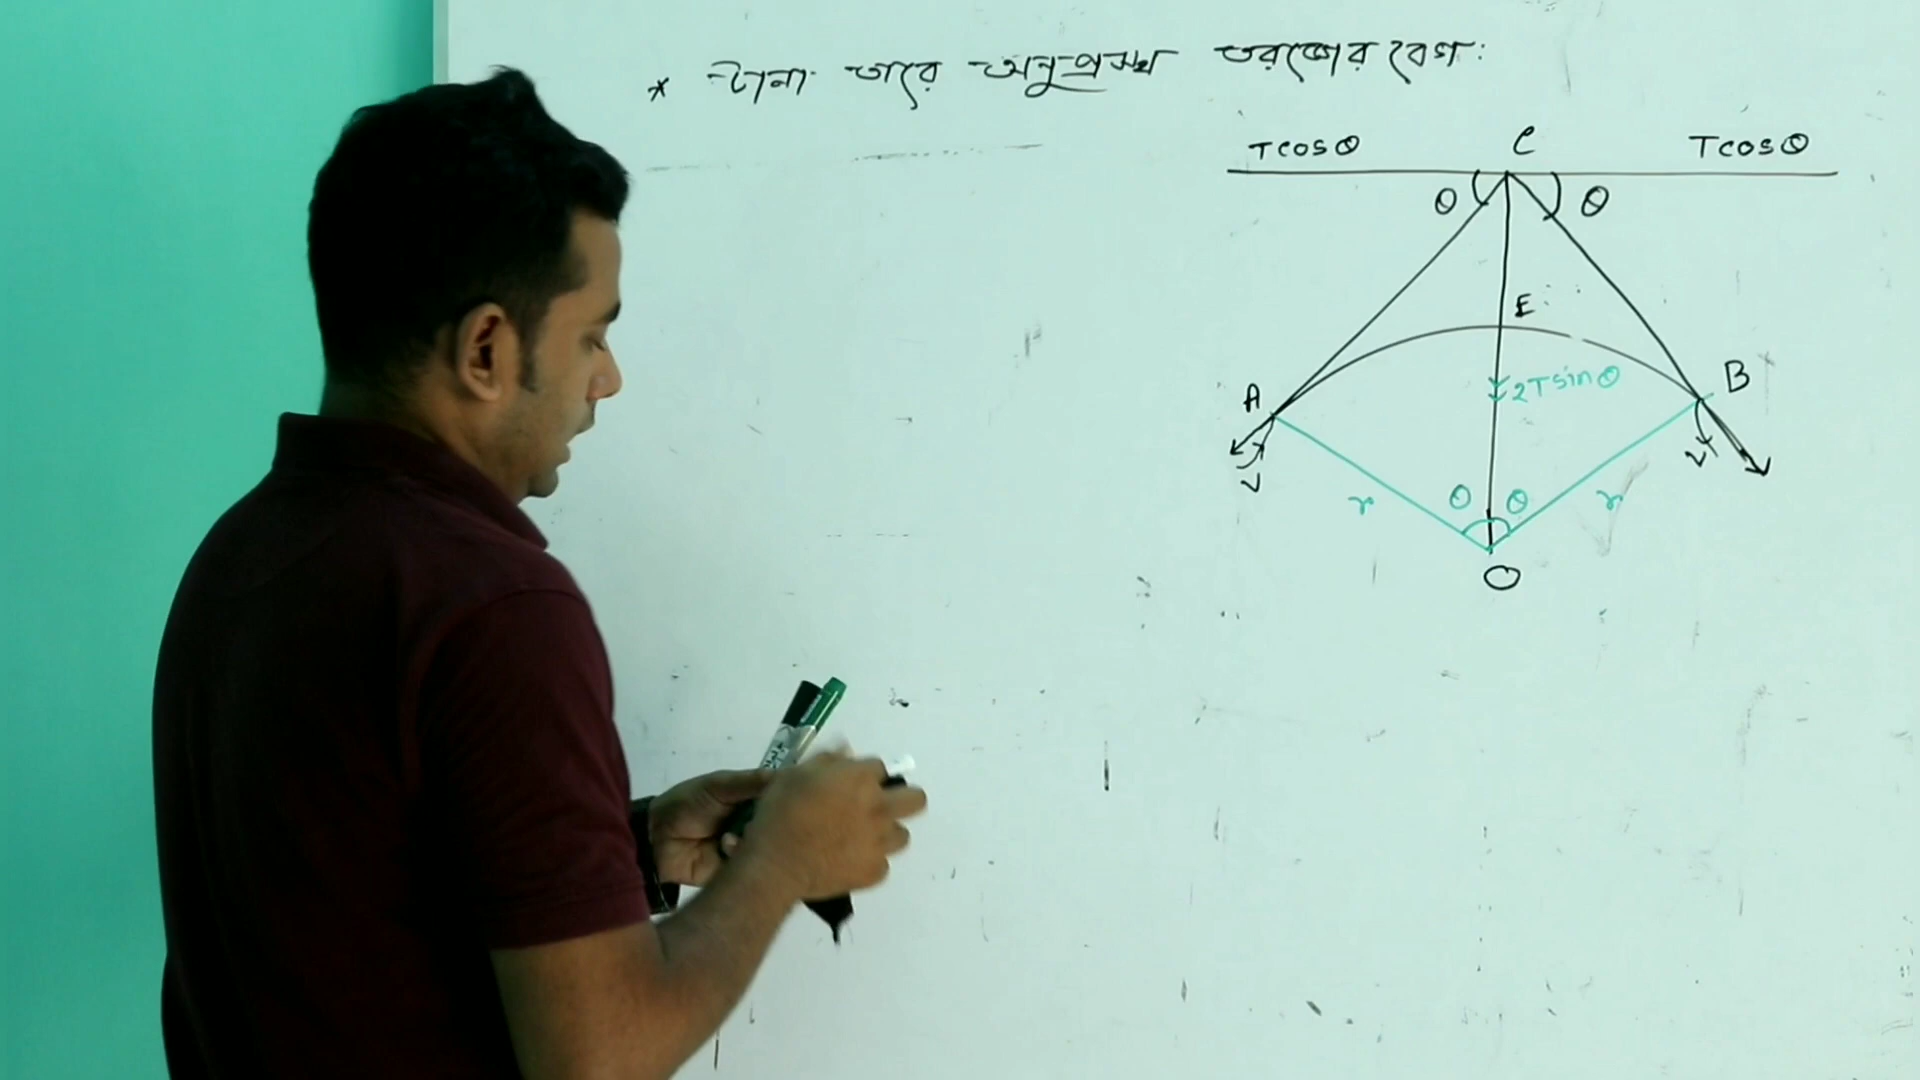 * টানা তারে অনুপ্রস্থ তরঙ্গের বেগ:
Tcosθ C Tcosθ
θ θ
E
2Tsinθ
A B
v v
r θ θ r
O